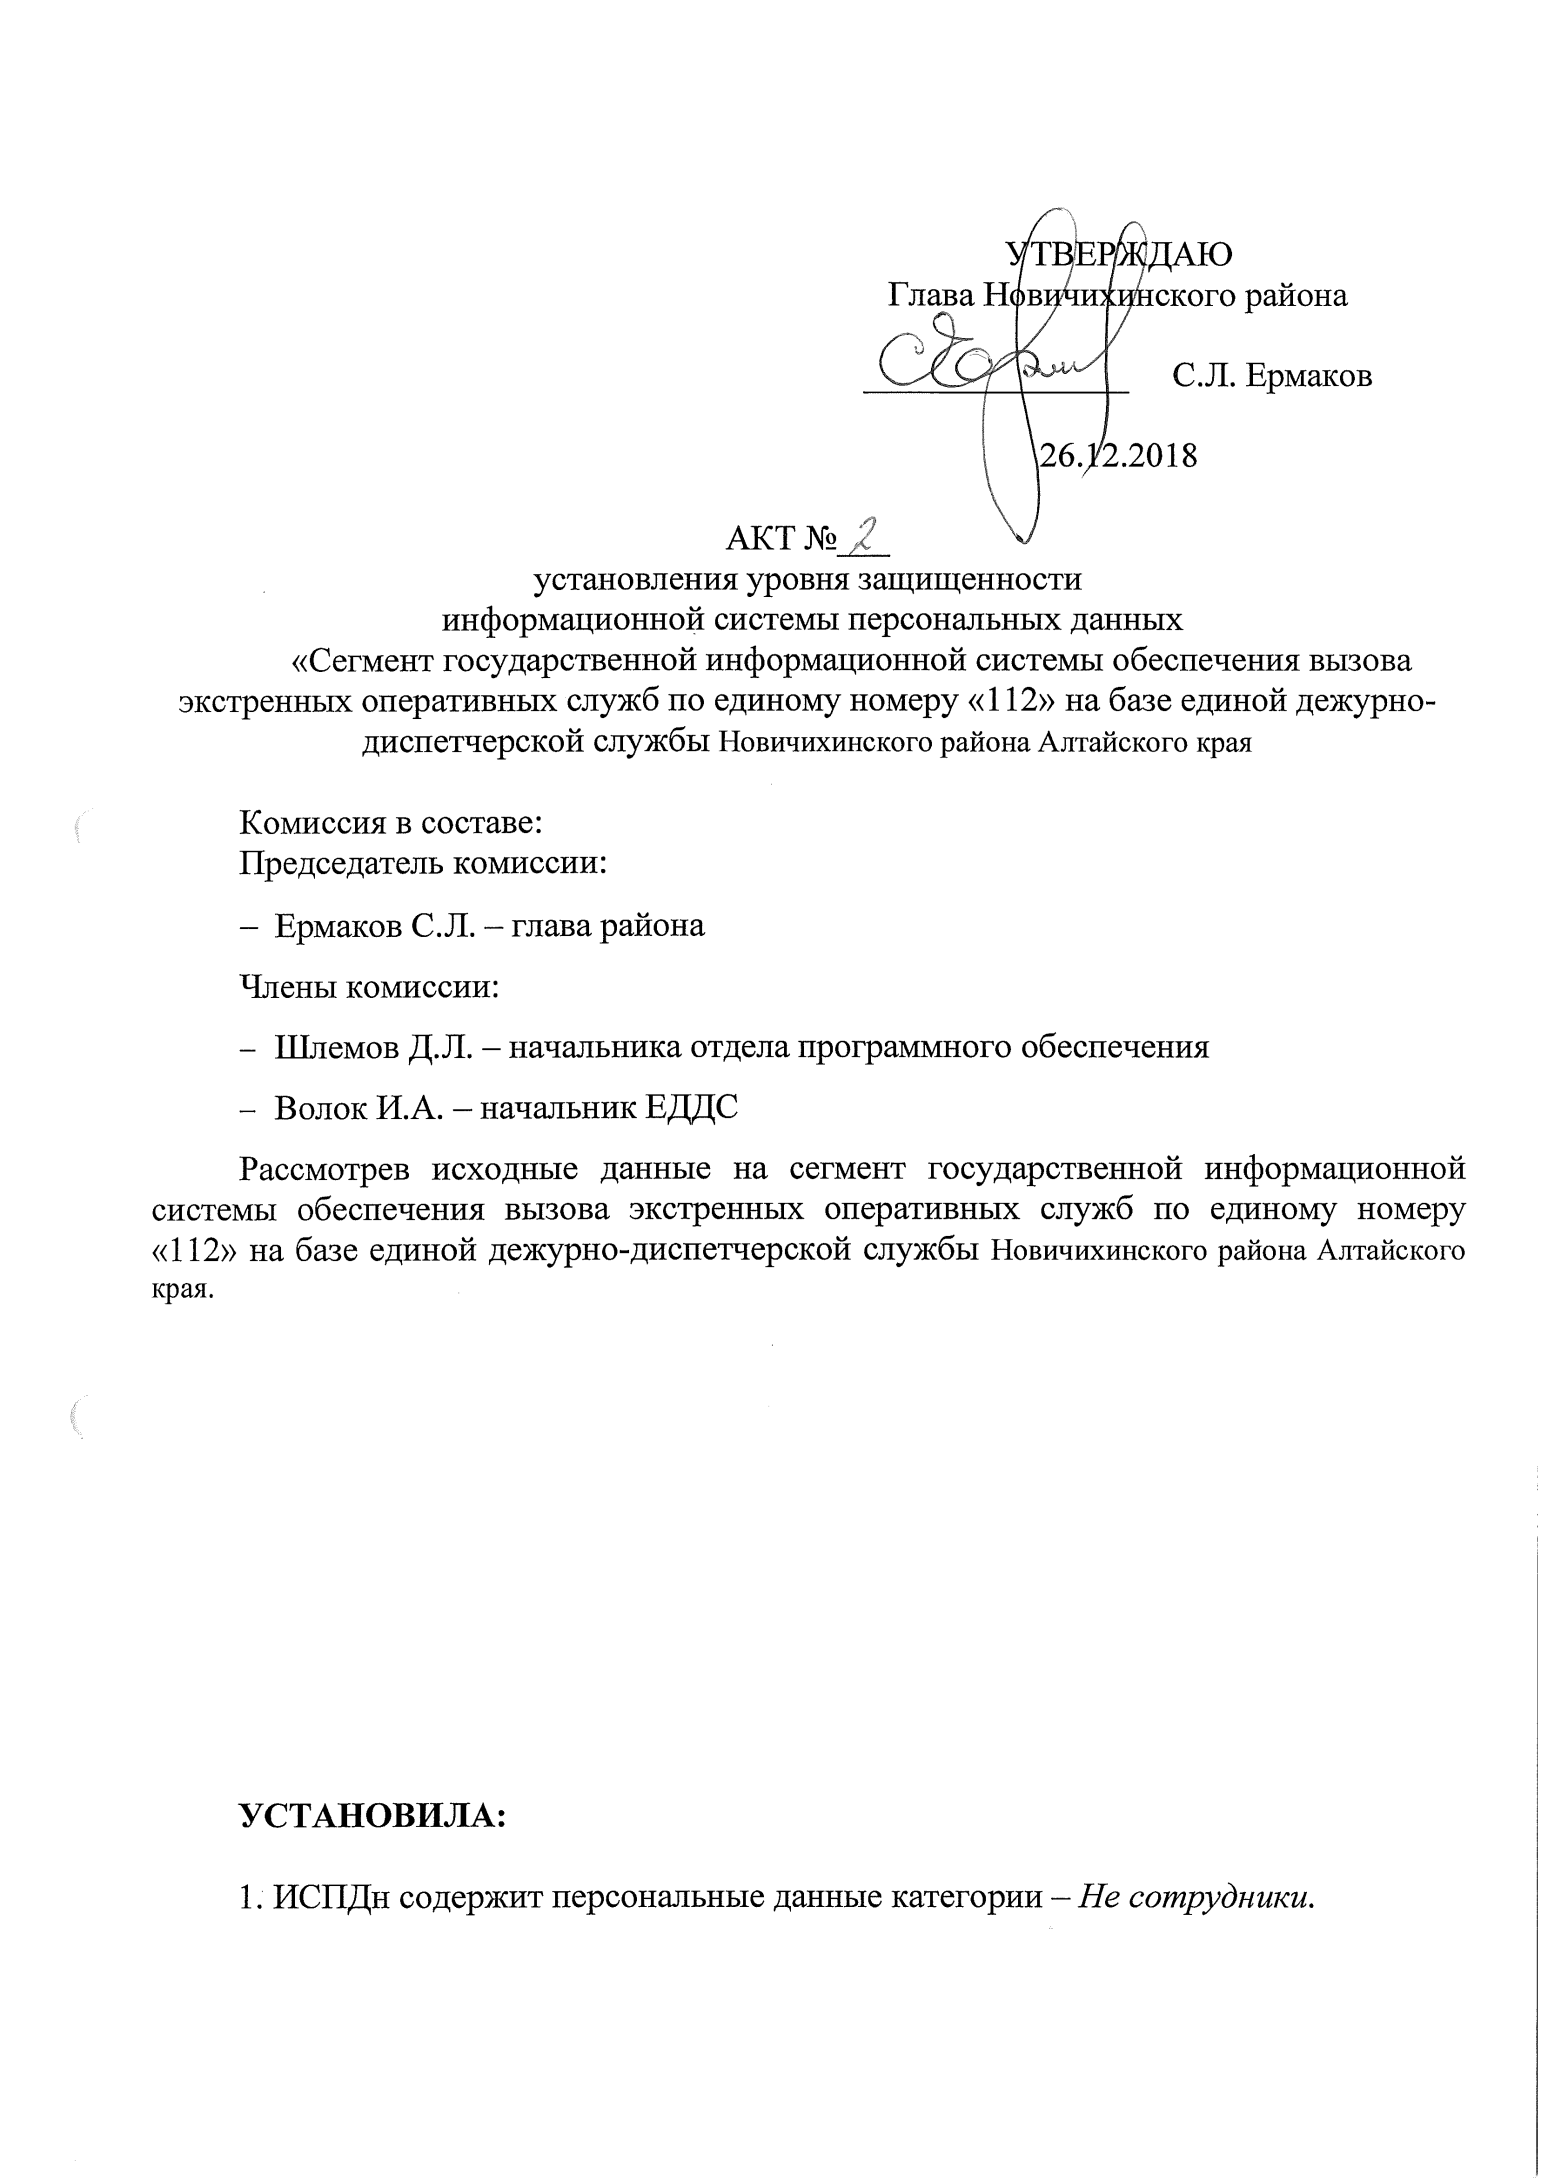 УТВЕРЖДАЮ
Глава Новичихинского района
С.Л. Ермаков
26.12.2018
АКТ № 2
установления уровня защищенности
информационной системы персональных данных
«Сегмент государственной информационной системы обеспечения вызова
экстренных оперативных служб по единому номеру «112» на базе единой дежурно-
диспетчерской службы Новичихинского района Алтайского края
Комиссия в составе:
Председатель комиссии:
– Ермаков С.Л. – глава района
Члены комиссии:
– Шлемов Д.Л. – начальника отдела программного обеспечения
– Волок И.А. – начальник ЕДДС
Рассмотрев исходные данные на сегмент государственной информационной
системы обеспечения вызова экстренных оперативных служб по единому номеру
«112» на базе единой дежурно-диспетчерской службы Новичихинского района Алтайского
края.
УСТАНОВИЛА:
1. ИСПДн содержит персональные данные категории – Не сотрудники.